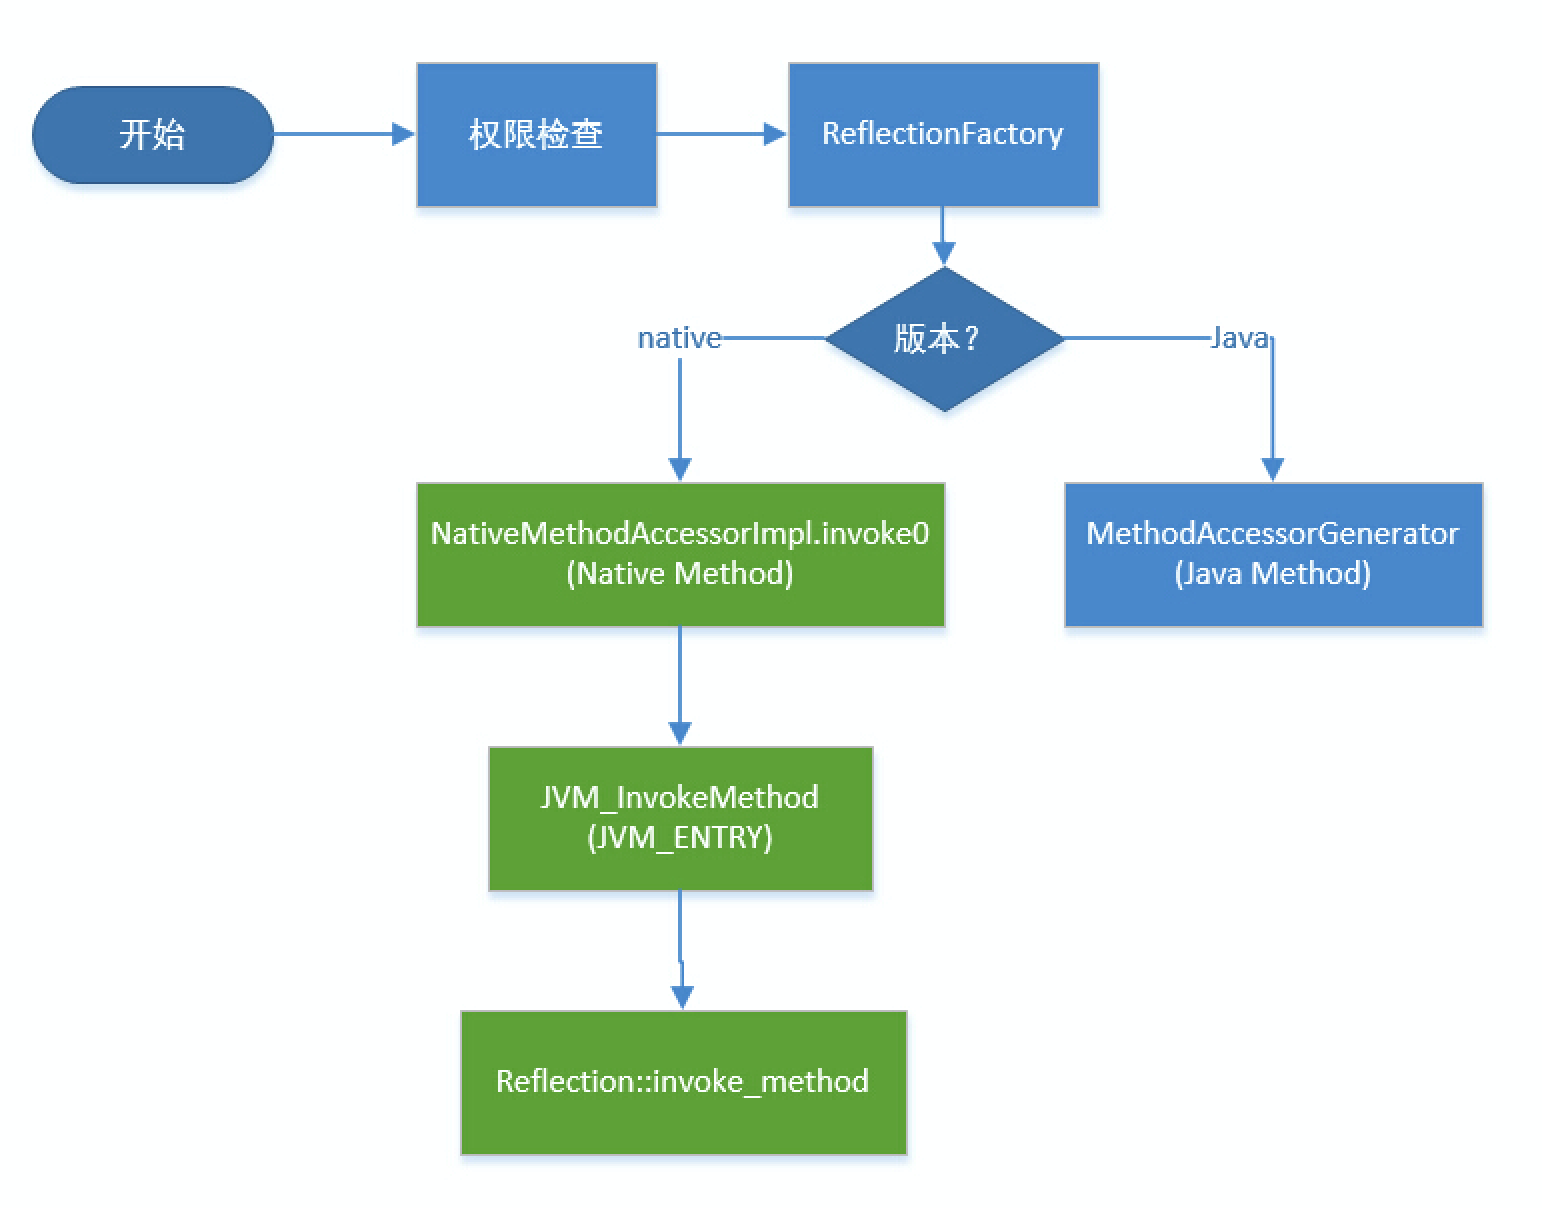 开始
权限检查
ReflectionFactory
版本？
native
Java
NativeMethodAccessorImpl.invoke0
(Native Method)
MethodAccessorGenerator
(Java Method)
JVM_InvokeMethod
(JVM_ENTRY)
Reflection::invoke_method